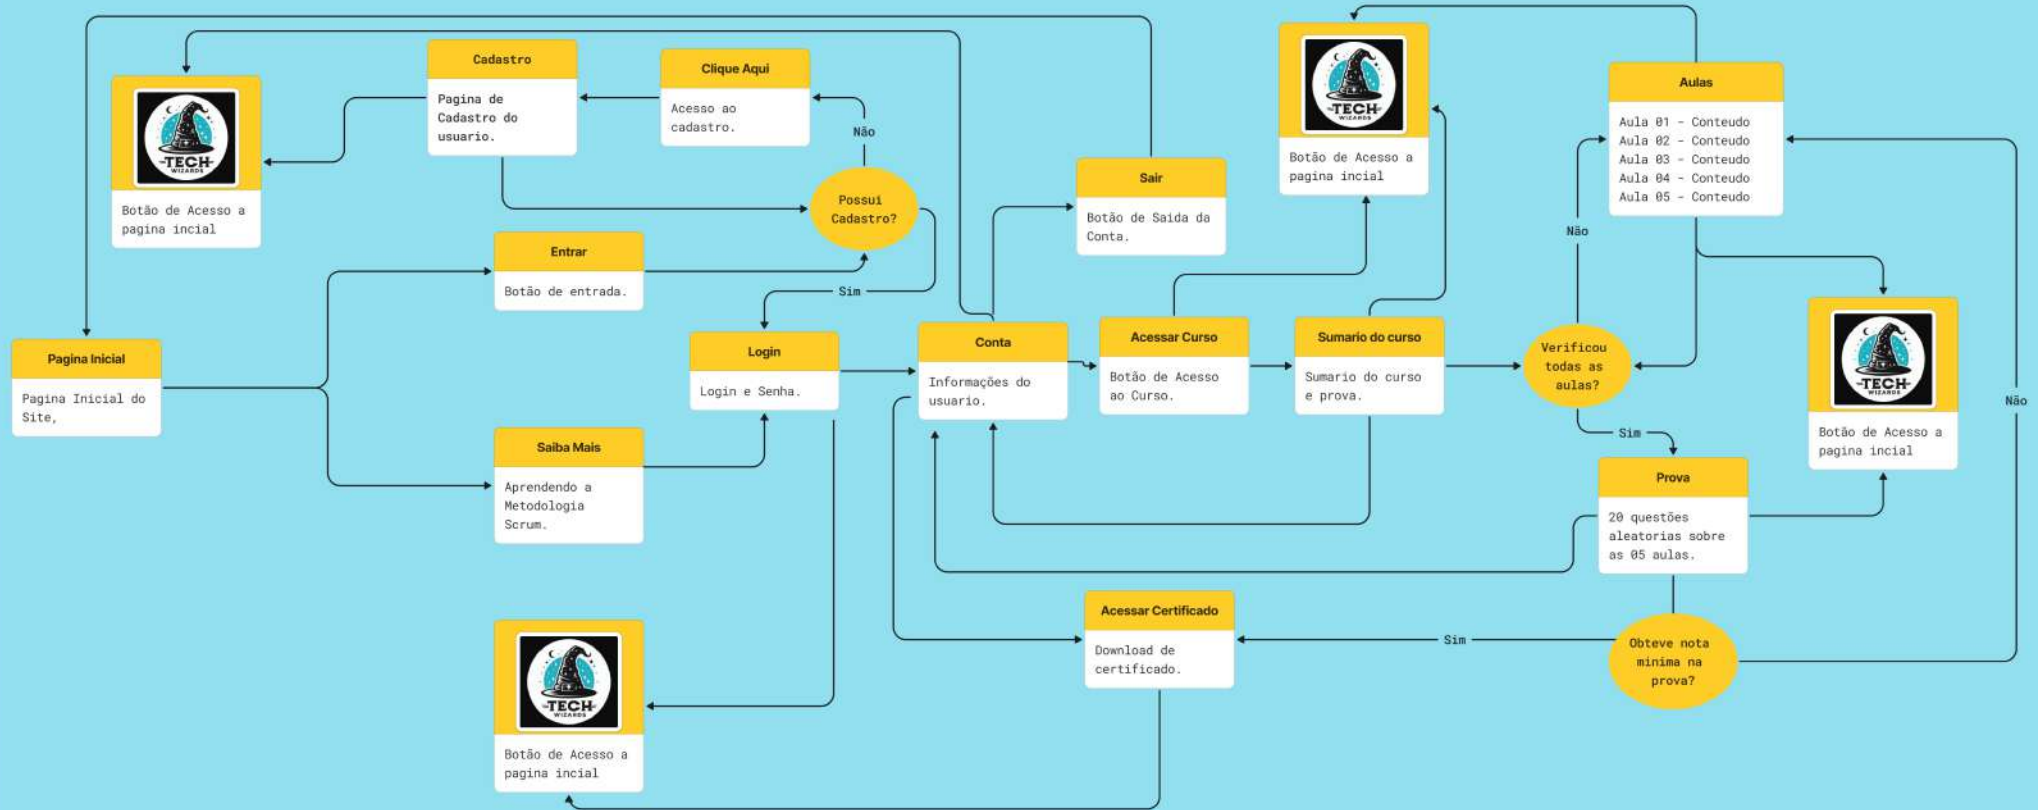 Cadastro
Pagina de
Cadastro do
usuario.
Clique Aqui
Acesso ao
cadastro.
Não
Possui
Cadastro?
TECH
WIZARDS
Botão de Acesso a
pagina incial
Entrar
Botão de entrada.
Sim
Pagina Inicial
Pagina Inicial do
Site,
Saiba Mais
Aprendendo a
Metodologia
Scrum.
Login
Login e Senha.
TECH
WIZARDS
Botão de Acesso a
pagina incial
Sair
Botão de Saida da
Conta.
Conta
Informações do
usuario.
Acessar Curso
Botão de Acesso
ao Curso.
Sumario do curso
Sumario do curso
e prova.
TECH
WIZARDS
Botão de Acesso a
pagina incial
Aulas
Aula 01 - Conteudo
Aula 02 - Conteudo
Aula 03 - Conteudo
Aula 04 - Conteudo
Aula 05 - Conteudo
Não
Verificou
todas as
aulas?
Sim
TECH
WIZARDS
Botão de Acesso a
pagina incial
Não
Prova
20 questões
aleatorias sobre
as 05 aulas.
Obteve nota
minima na
prova?
Sim
Acessar Certificado
Download de
certificado.